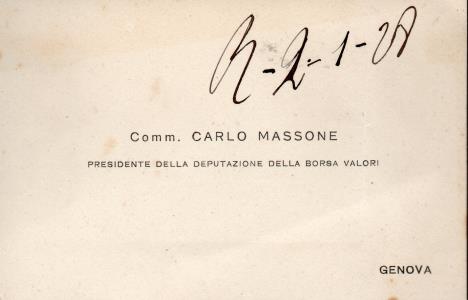 R-2-1-28
Comm. CARLO MASSONE
PRESIDENTE DELLA DEPUTAZIONE DELLA BORSA VALORI
GENOVA